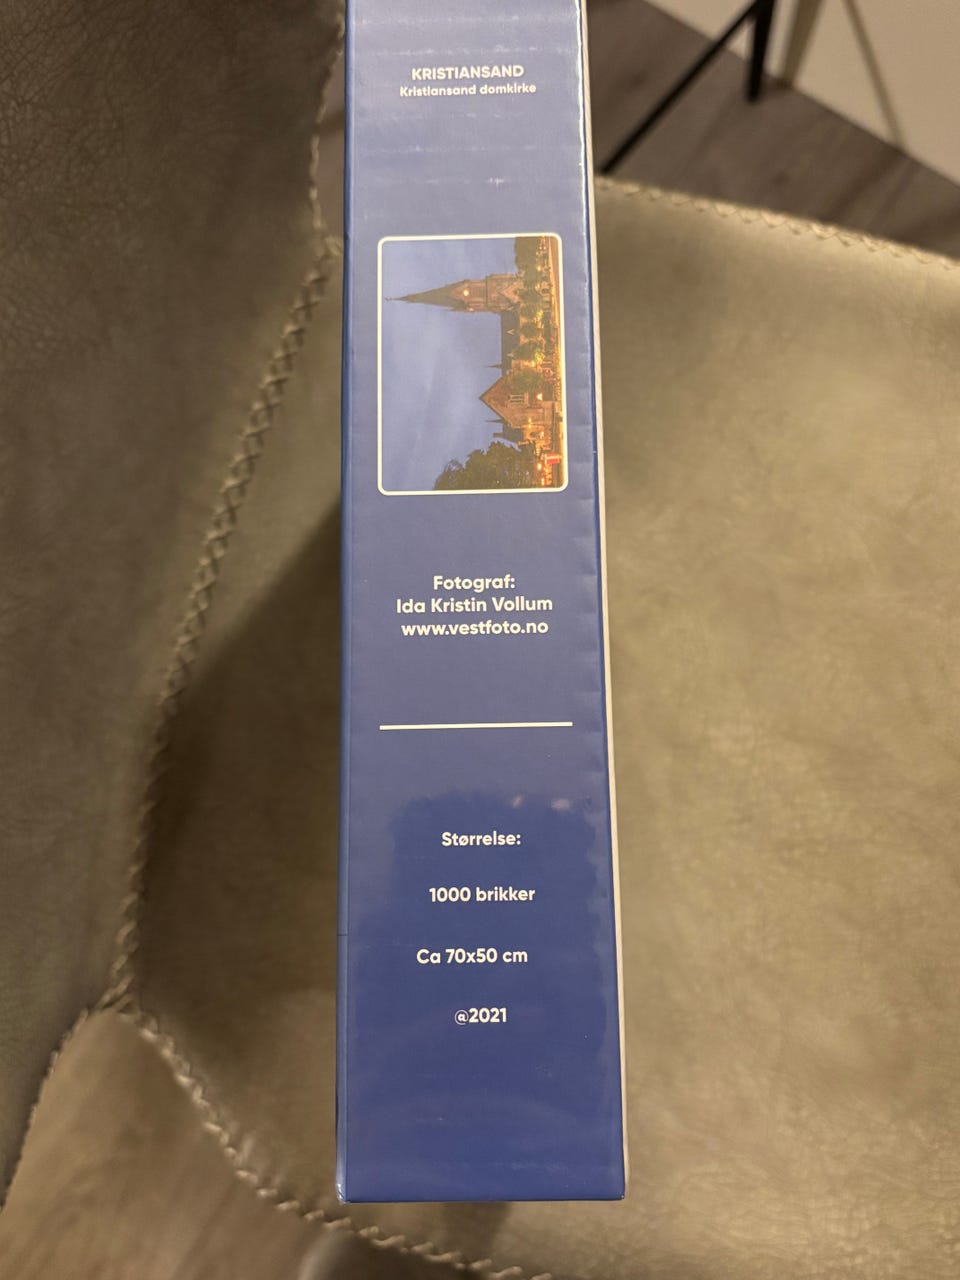 KRISTIANSAND
Kristiansand domkirke
Fotograf:
Ida Kristin Vollum
www.vestfoto.no
Størrelse:
1000 brikker
Ca 70x50 cm
@2021